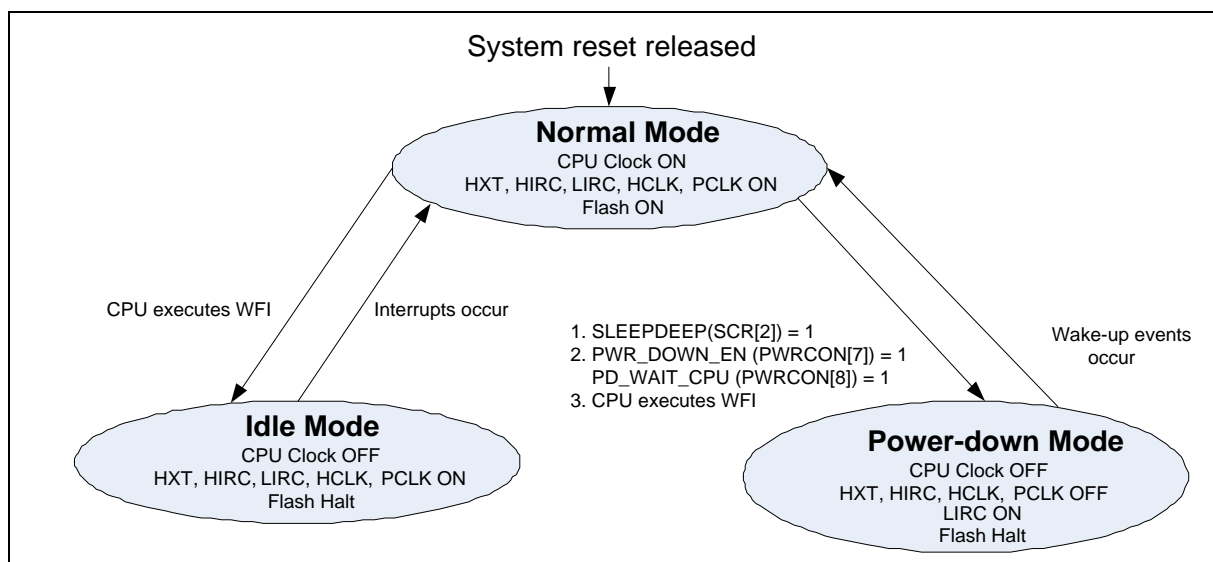 System reset released
Normal Mode
CPU Clock ON
HXT, HIRC, LIRC, HCLK, PCLK ON
Flash ON
CPU executes WFI
Interrupts occur
1. SLEEPDEEP(SCR[2]) = 1
2. PWR_DOWN_EN (PWRCON[7]) = 1
PD_WAIT_CPU (PWRCON[8]) = 1
3. CPU executes WFI
Wake-up events
occur
Idle Mode
CPU Clock OFF
HXT, HIRC, LIRC, HCLK, PCLK ON
Flash Halt
Power-down Mode
CPU Clock OFF
HXT, HIRC, HCLK, PCLK OFF
LIRC ON
Flash Halt